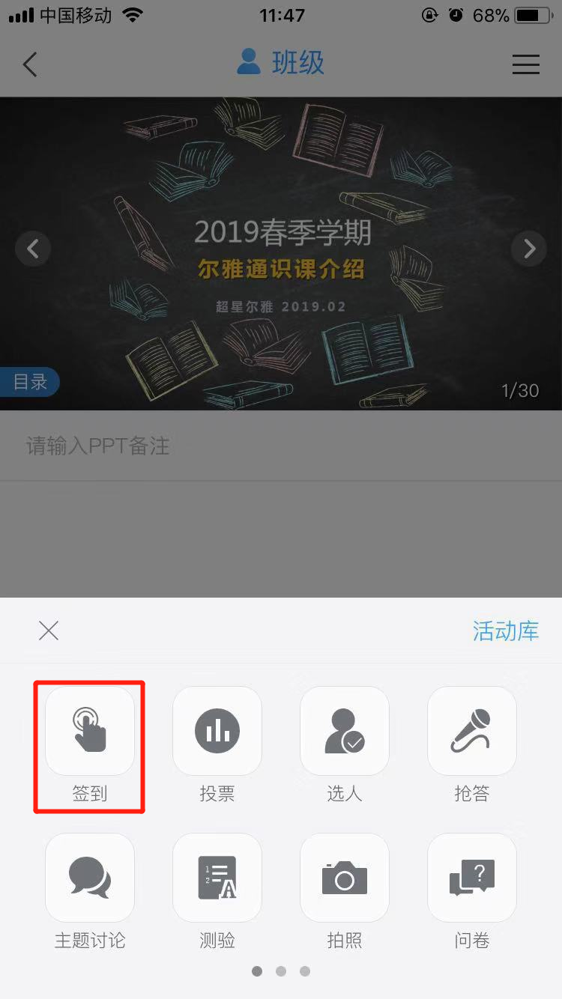 中国移动
11:47
68%
班级
2019春季学期
尔雅通识课介绍
超星尔雅 2019.02
目录
1/30
请输入PPT备注
活动库
签到
投票
选人
抢答
1
2
A
?
主题讨论
测验
拍照
问卷